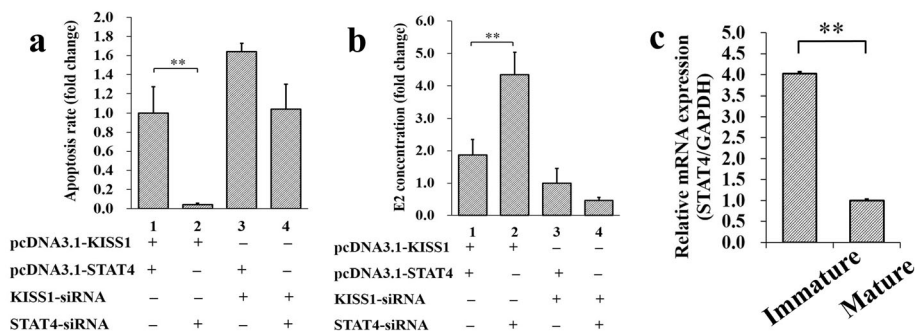 a
Apoptosis rate (fold change)
2.0
1.8
1.6
1.4
1.2
1.0
0.8
0.6
0.4
0.2
0.0
**
1 2 3 4
pcDNA3.1-KISS1 + + – –
pcDNA3.1-STAT4 + – + –
KISS1-siRNA – – + +
STAT4-siRNA – + – +
b
E2 concentration (fold change)
6.0
5.0
4.0
3.0
2.0
1.0
0.0
**
1 2 3 4
pcDNA3.1-KISS1 + + – –
pcDNA3.1-STAT4 + – + –
KISS1-siRNA – – + +
STAT4-siRNA – + – +
c
Relative mRNA expression
(STAT4/GAPDH)
5.0
4.5
4.0
3.5
3.0
2.5
2.0
1.5
1.0
0.5
0.0
**
Immature
Mature